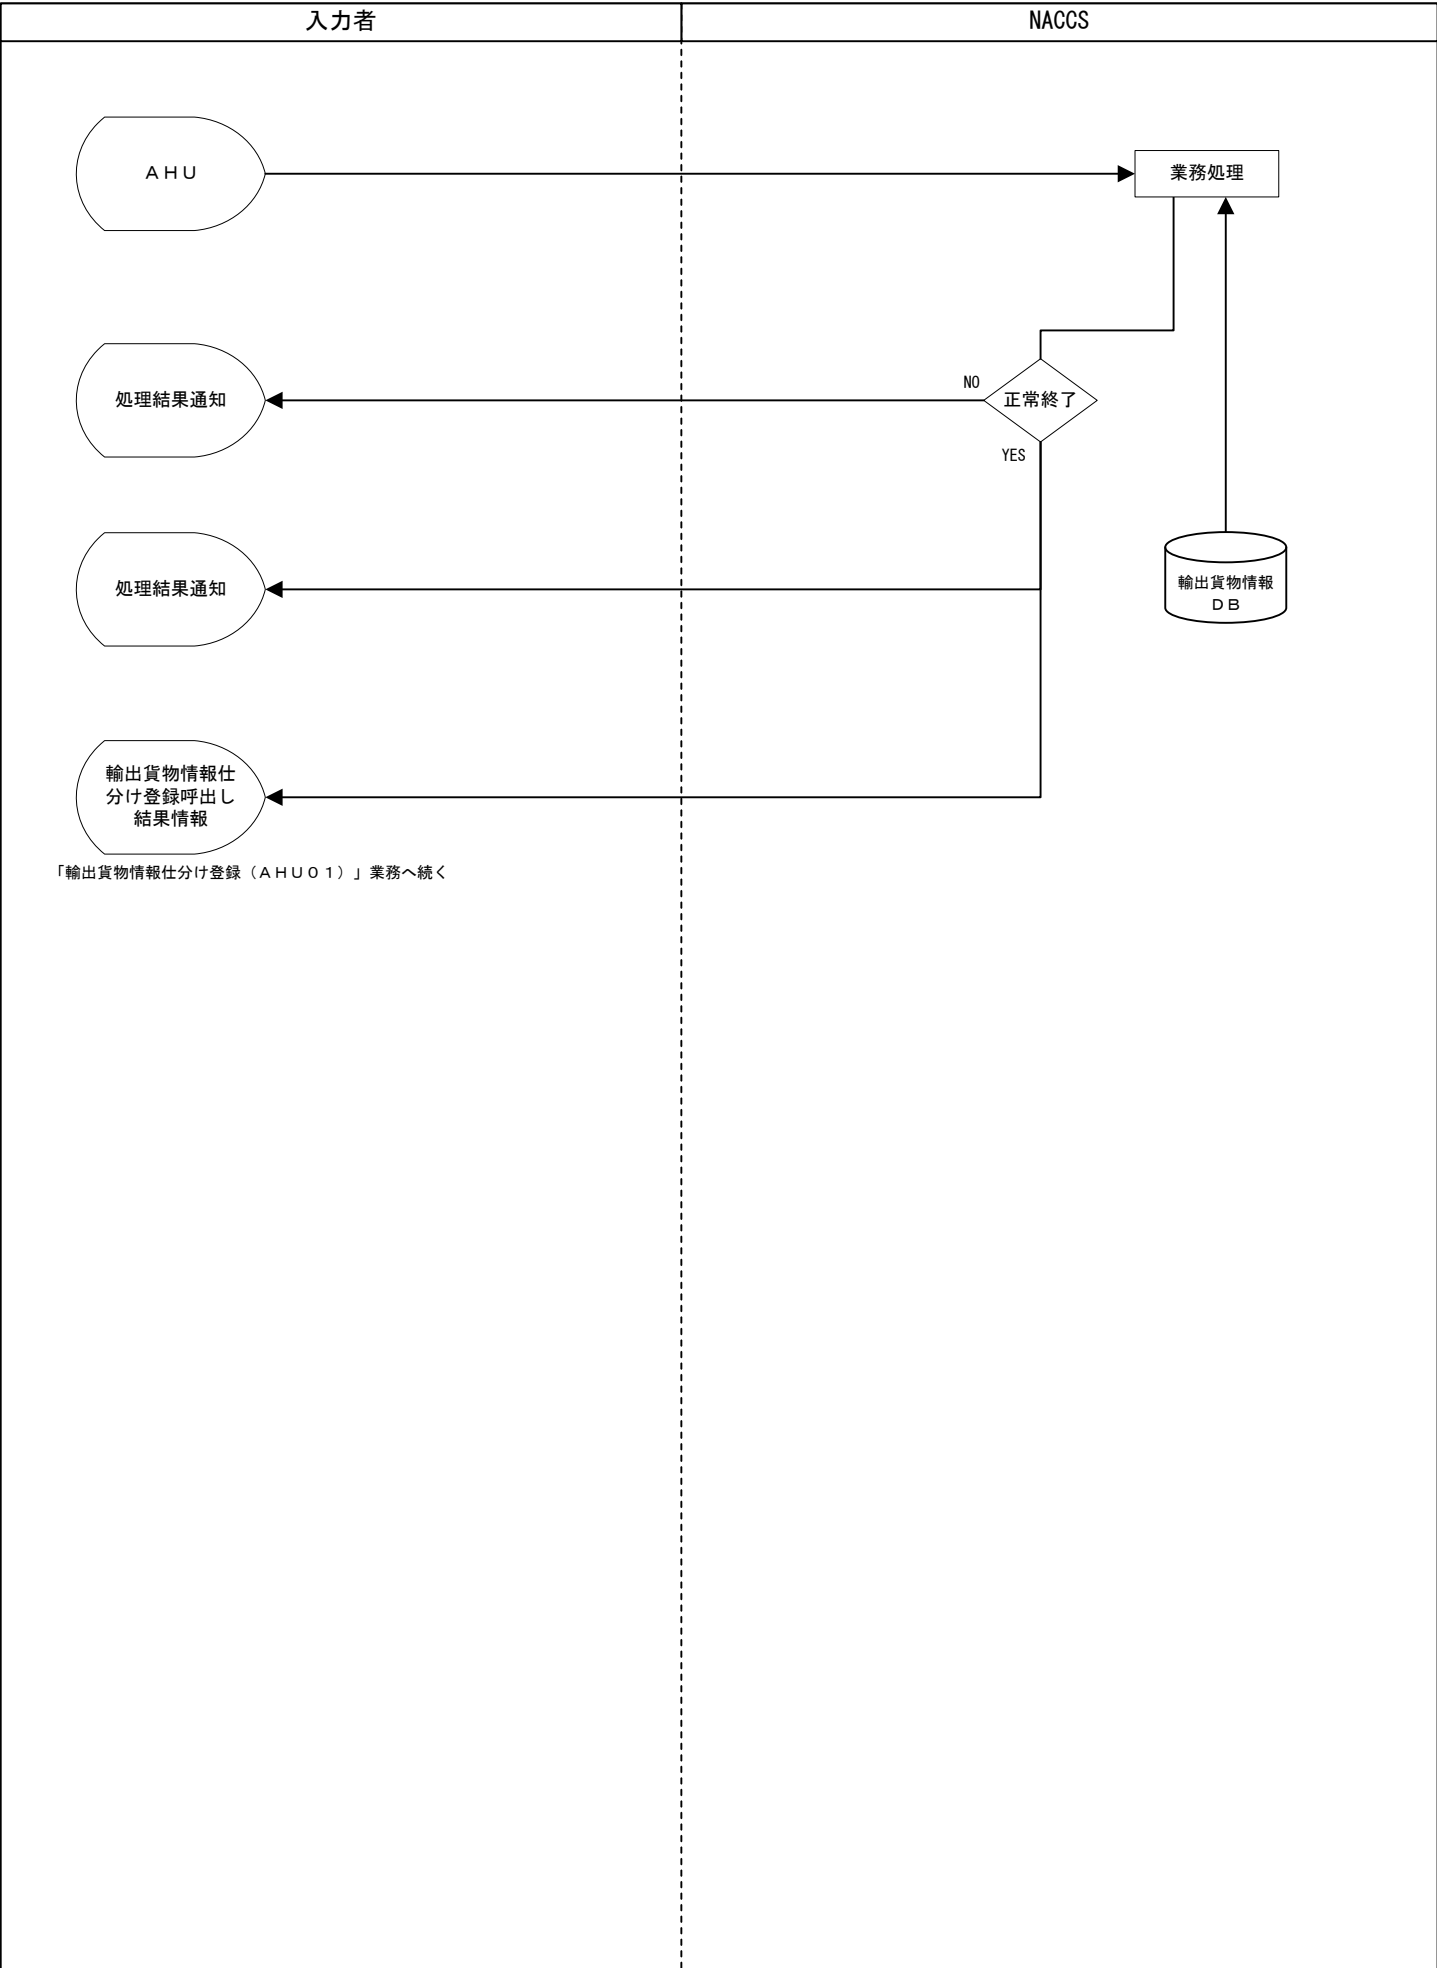 入力者
NACCS
ＡＨＵ
業務処理
処理結果通知
NO
正常終了
YES
処理結果通知
輸出貨物情報
ＤＢ
輸出貨物情報仕
分け登録呼出し
結果情報
「輸出貨物情報仕分け登録（ＡＨＵ０１）」業務へ続く